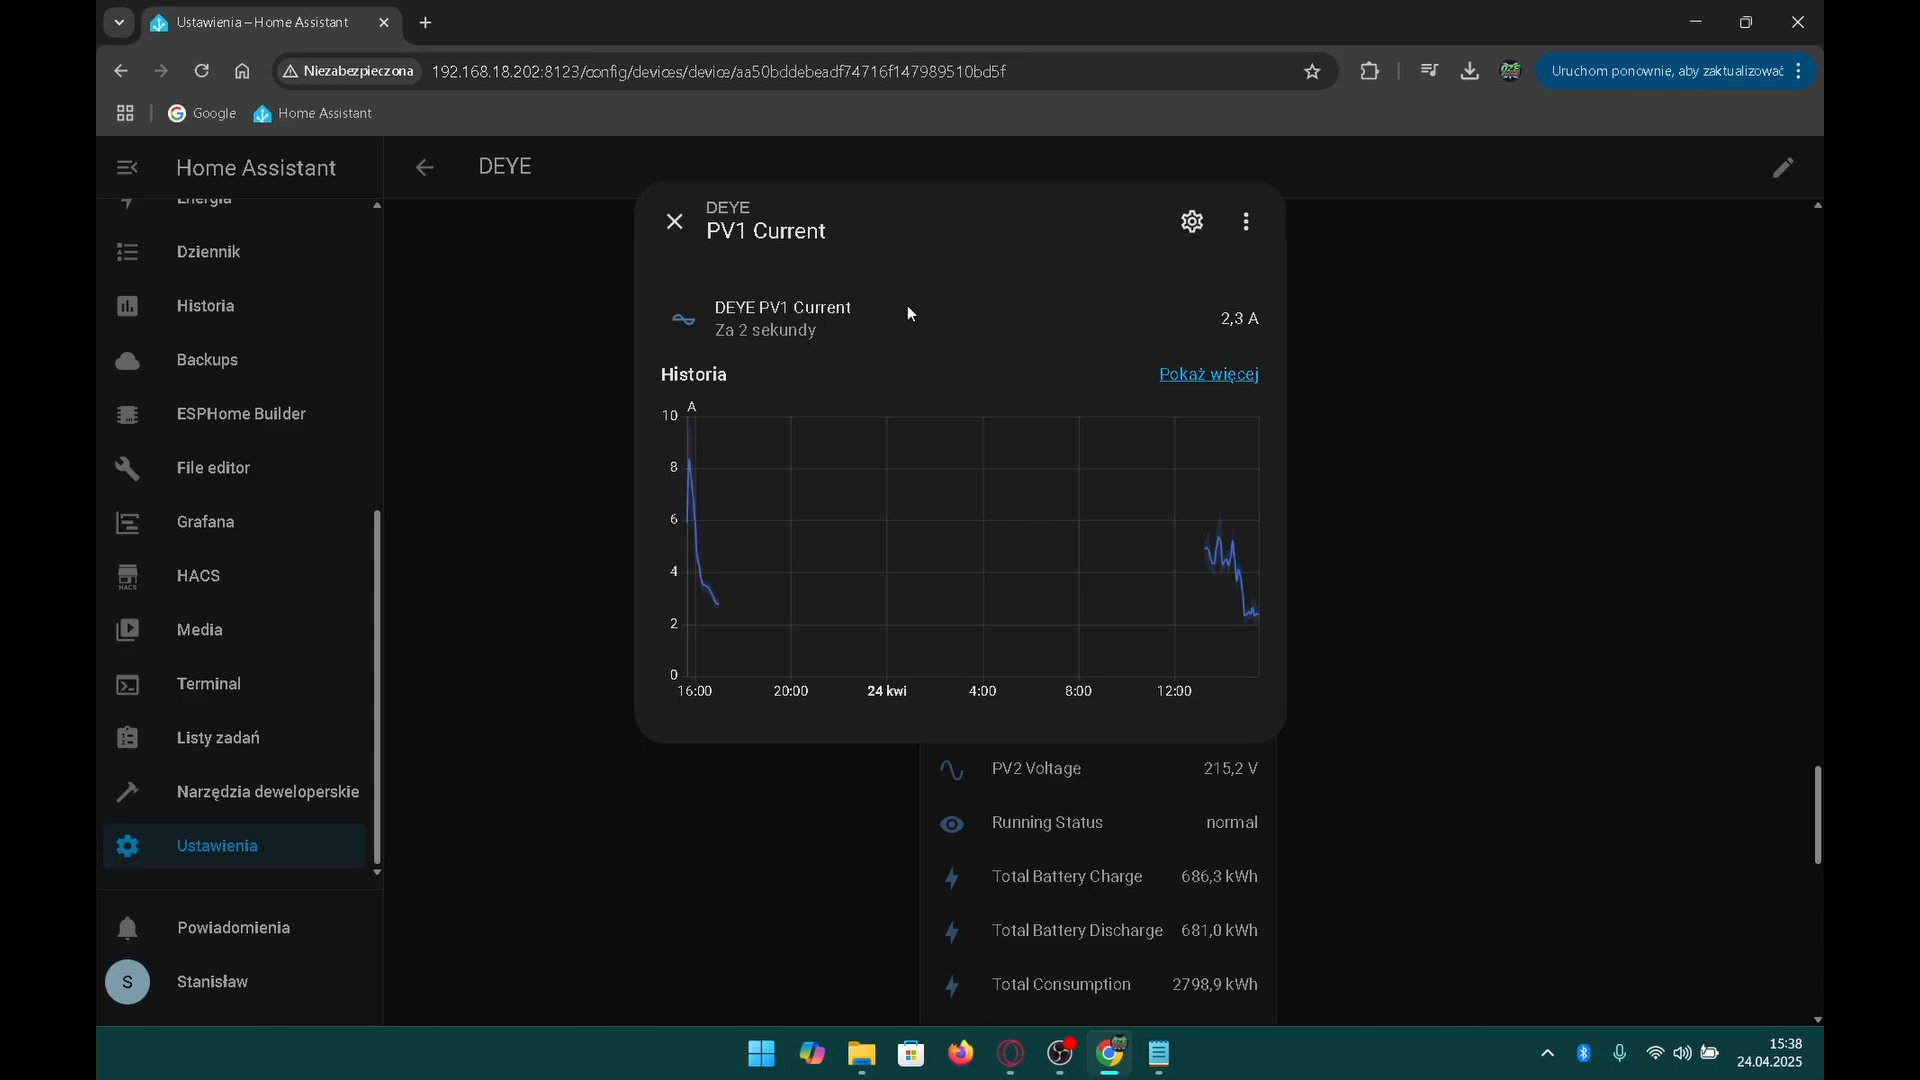 Ustawienia – Home Assistant
Niezabezpieczona
192.168.18.202:8123/config/devices/device/aa50bddebeadf74716f147989510bd5f
Uruchom ponownie, aby zaktualizować
Google
Home Assistant
Home Assistant
DEYE
Energia
Dziennik
Historia
Backups
ESPHome Builder
File editor
Grafana
HACS
HACS
Media
Terminal
Listy zadań
Narzędzia deweloperskie
Ustawienia
Powiadomienia
S
Stanisław
DEYE
PV1 Current
DEYE PV1 Current
Za 2 sekundy
2,3 A
Historia
Pokaż więcej
A
10
8
6
4
2
0
16:00
20:00
24 kwi
4:00
8:00
12:00
PV2 Voltage
215,2 V
Running Status
normal
Total Battery Charge
686,3 kWh
Total Battery Discharge
681,0 kWh
Total Consumption
2798,9 kWh
15:38
24.04.2025